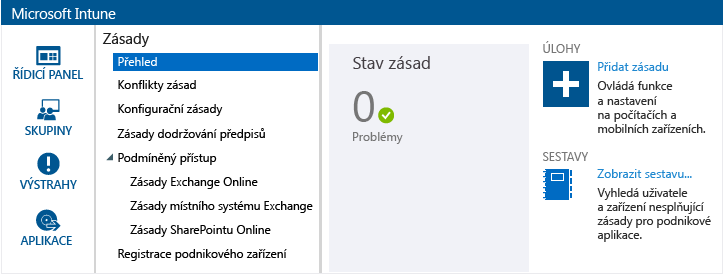 Microsoft Intune
ŘÍDICÍ PANEL
SKUPINY
VÝSTRAHY
APLIKACE
Zásady
Přehled
Konflikty zásad
Konfigurační zásady
Zásady dodržování předpisů
Podmíněný přístup
Zásady Exchange Online
Zásady místního systému Exchange
Zásady SharePointu Online
Registrace podnikového zařízení
Stav zásad
0
Problémy
ÚLOHY
Přidat zásadu
Ovládá funkce
a nastavení
na počítačích a
mobilních zařízeních.
SESTAVY
Zobrazit sestavu...
Vyhledá uživatele
a zařízení nesplňující
zásady pro podnikové
aplikace.